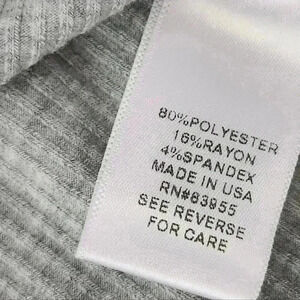 80%POLYESTER
16%RAYON
4%SPANDEX
MADE IN USA
RN#83955
SEE REVERSE
FOR CARE